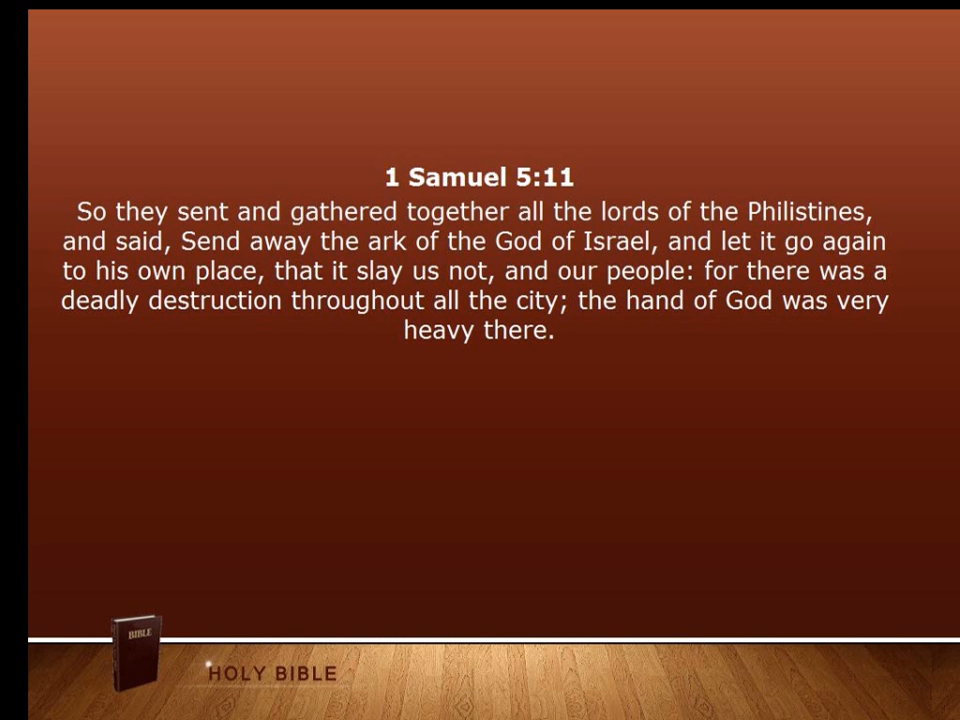 1 Samuel 5:11
So they sent and gathered together all the lords of the Philistines,
and said, Send away the ark of the God of Israel, and let it go again
to his own place, that it slay us not, and our people: for there was a
deadly destruction throughout all the city; the hand of God was very
heavy there.
BIBLE
HOLY BIBLE